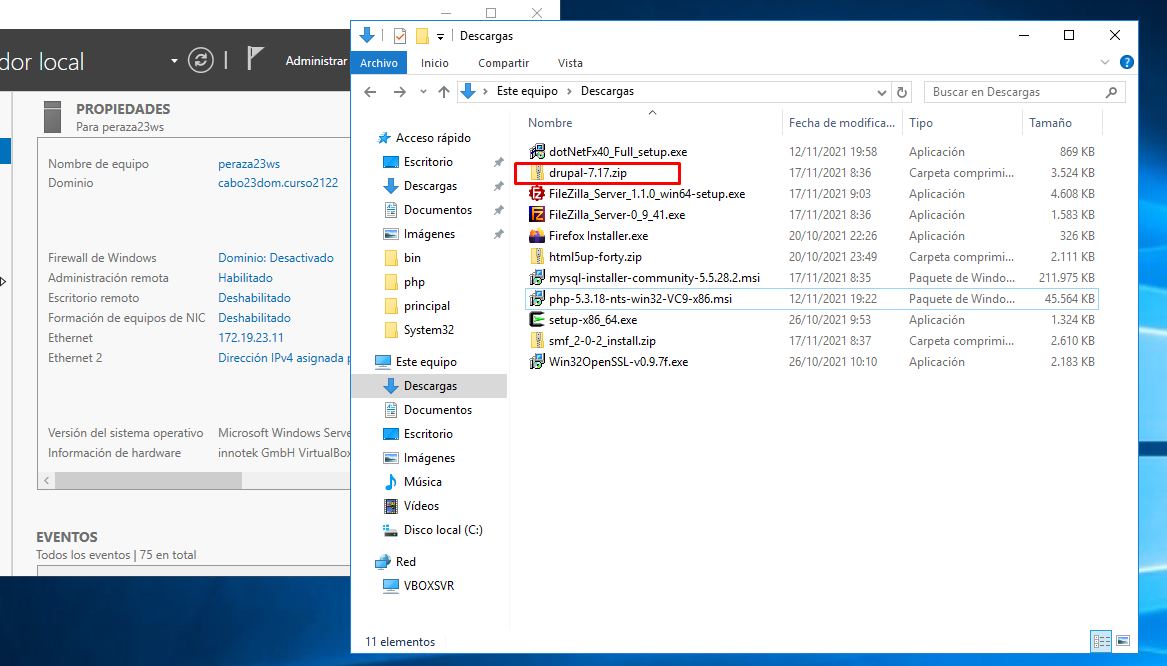 dor local
Administrar
PROPIEDADES
Para peraza23ws
Nombre de equipo peraza23ws
Dominio cabo23dom.curso2122
Firewall de Windows Dominio: Desactivado
Administración remota Habilitado
Escritorio remoto Deshabilitado
Formación de equipos de NIC Deshabilitado
Ethernet 172.19.23.11
Ethernet 2 Dirección IPv4 asignada p
Versión del sistema operativo Microsoft Windows Serve
Información de hardware innotek GmbH VirtualBox
EVENTOS
Todos los eventos | 75 en total
Descargas
Archivo Inicio Compartir Vista
Este equipo Descargas
Buscar en Descargas
Acceso rápido
Escritorio
Descargas
Documentos
Imágenes
bin
php
principal
System32
Este equipo
Descargas
Documentos
Escritorio
Imágenes
Música
Vídeos
Disco local (C:)
Red
VBOXSVR
Nombre Fecha de modifica... Tipo Tamaño
dotNetFx40_Full_setup.exe 12/11/2021 19:58 Aplicación 869 KB
drupal-7.17.zip 17/11/2021 8:36 Carpeta comprimi... 3.524 KB
FileZilla_Server_1.1.0_win64-setup.exe 17/11/2021 9:03 Aplicación 4.608 KB
FileZilla_Server-0_9_41.exe 17/11/2021 8:36 Aplicación 1.583 KB
Firefox Installer.exe 20/10/2021 22:26 Aplicación 326 KB
html5up-forty.zip 20/10/2021 23:49 Carpeta comprimi... 2.111 KB
mysql-installer-community-5.5.28.2.msi 17/11/2021 8:35 Paquete de Windo... 211.975 KB
php-5.3.18-nts-win32-VC9-x86.msi 12/11/2021 19:22 Paquete de Windo... 45.564 KB
setup-x86_64.exe 26/10/2021 9:53 Aplicación 1.324 KB
smf_2-0-2_install.zip 17/11/2021 8:37 Carpeta comprimi... 2.610 KB
Win32OpenSSL-v0.9.7f.exe 26/10/2021 10:10 Aplicación 2.183 KB
11 elementos